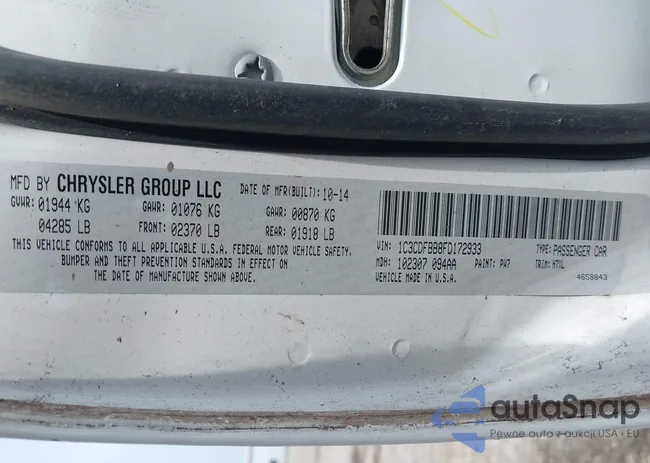 MFD BY CHRYSLER GROUP LLC DATE OF MFR(BUILT): 10-14
GVWR: 01944 KG GAWR: 01076 KG GAWR: 00870 KG
04285 LB FRONT: 02370 LB REAR: 01918 LB
THIS VEHICLE CONFORMS TO ALL APPLICABLE U.S.A. FEDERAL MOTOR VEHICLE SAFETY,
BUMPER AND THEFT PREVENTION STANDARDS IN EFFECT ON
THE DATE OF MANUFACTURE SHOWN ABOVE.
VIN: 1C3CDFBB8FD172933 TYPE: PASSENGER CAR
MDH: 102307 094AA PAINT: PW7 TRIM: H7XL
VEHICLE MADE IN U.S.A. 4658843
autaSnap
Pewne auto z aukcji USA i EU